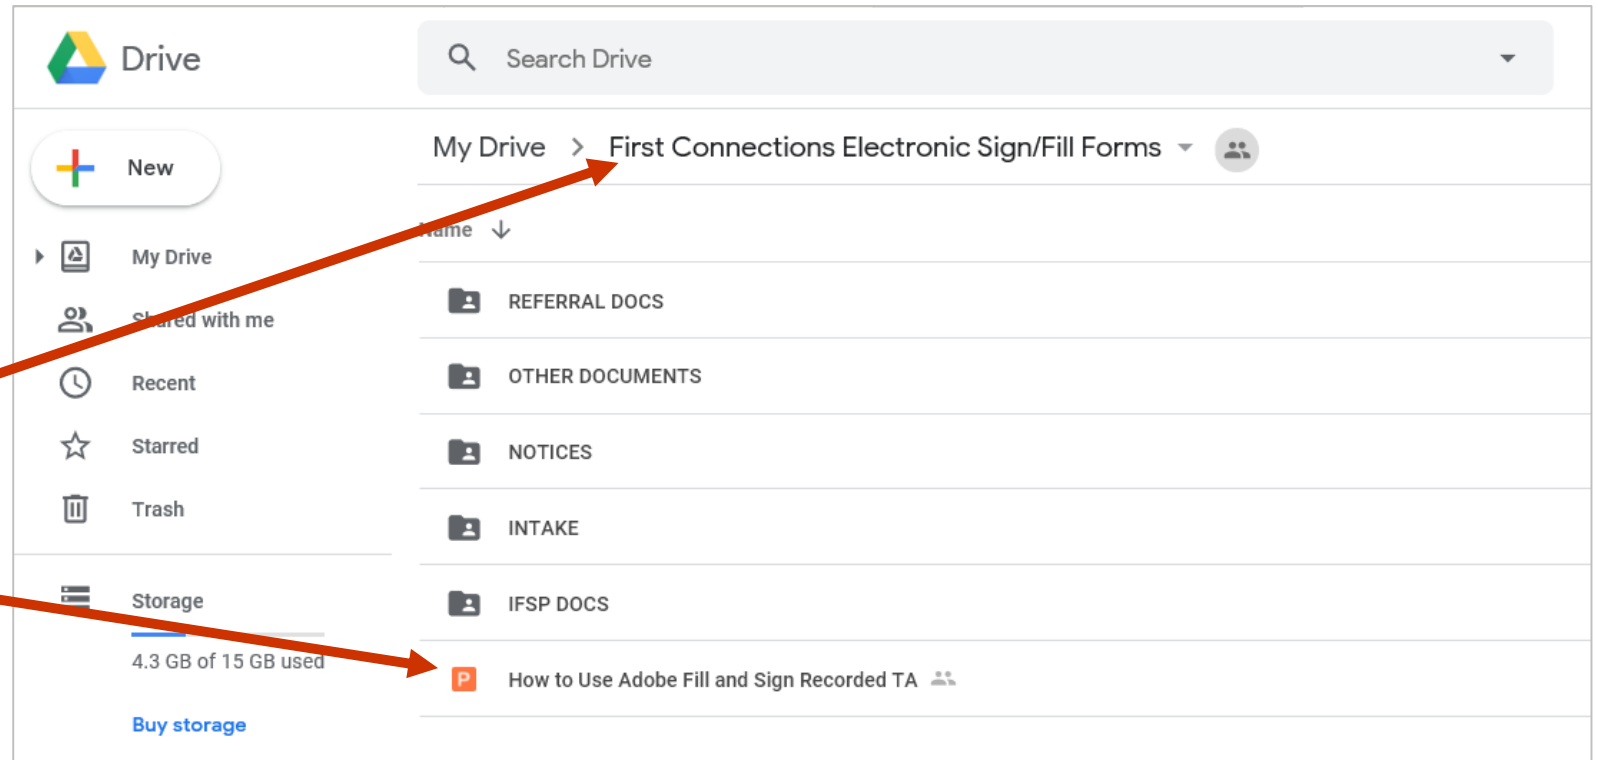 Drive
Search Drive
My Drive > First Connections Electronic Sign/Fill Forms
New
Name
My Drive
Shared with me
Recent
Starred
Trash
Storage
4.3 GB of 15 GB used
Buy storage
REFERRAL DOCS
OTHER DOCUMENTS
NOTICES
INTAKE
IFSP DOCS
P How to Use Adobe Fill and Sign Recorded TA